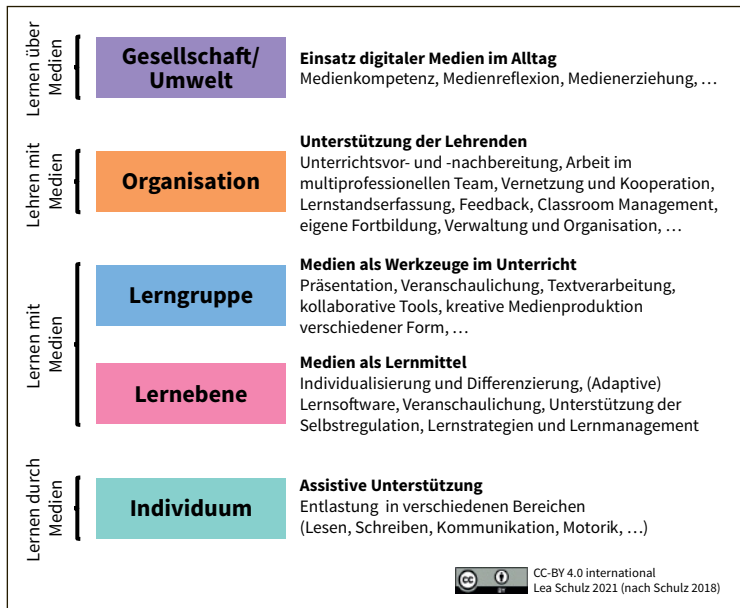 Lernen über
Medien
Gesellschaft/
Umwelt
Einsatz digitaler Medien im Alltag
Medienkompetenz, Medienreflexion, Medienerziehung, …
Lehren mit
Medien
Organisation
Unterstützung der Lehrenden
Unterrichtsvor- und -nachbereitung, Arbeit im
multiprofessionellen Team, Vernetzung und Kooperation,
Lernstandserfassung, Feedback, Classroom Management,
eigene Fortbildung, Verwaltung und Organisation, …
Lernen mit
Medien
Lerngruppe
Medien als Werkzeuge im Unterricht
Präsentation, Veranschaulichung, Textverarbeitung,
kollaborative Tools, kreative Medienproduktion
verschiedener Form, …
Lernebene
Medien als Lernmittel
Individualisierung und Differenzierung, (Adaptive)
Lernsoftware, Veranschaulichung, Unterstützung der
Selbstregulation, Lernstrategien und Lernmanagement
Lernen durch
Medien
Individuum
Assistive Unterstützung
Entlastung in verschiedenen Bereichen
(Lesen, Schreiben, Kommunikation, Motorik, …)
cc
BY
CC-BY 4.0 international
Lea Schulz 2021 (nach Schulz 2018)